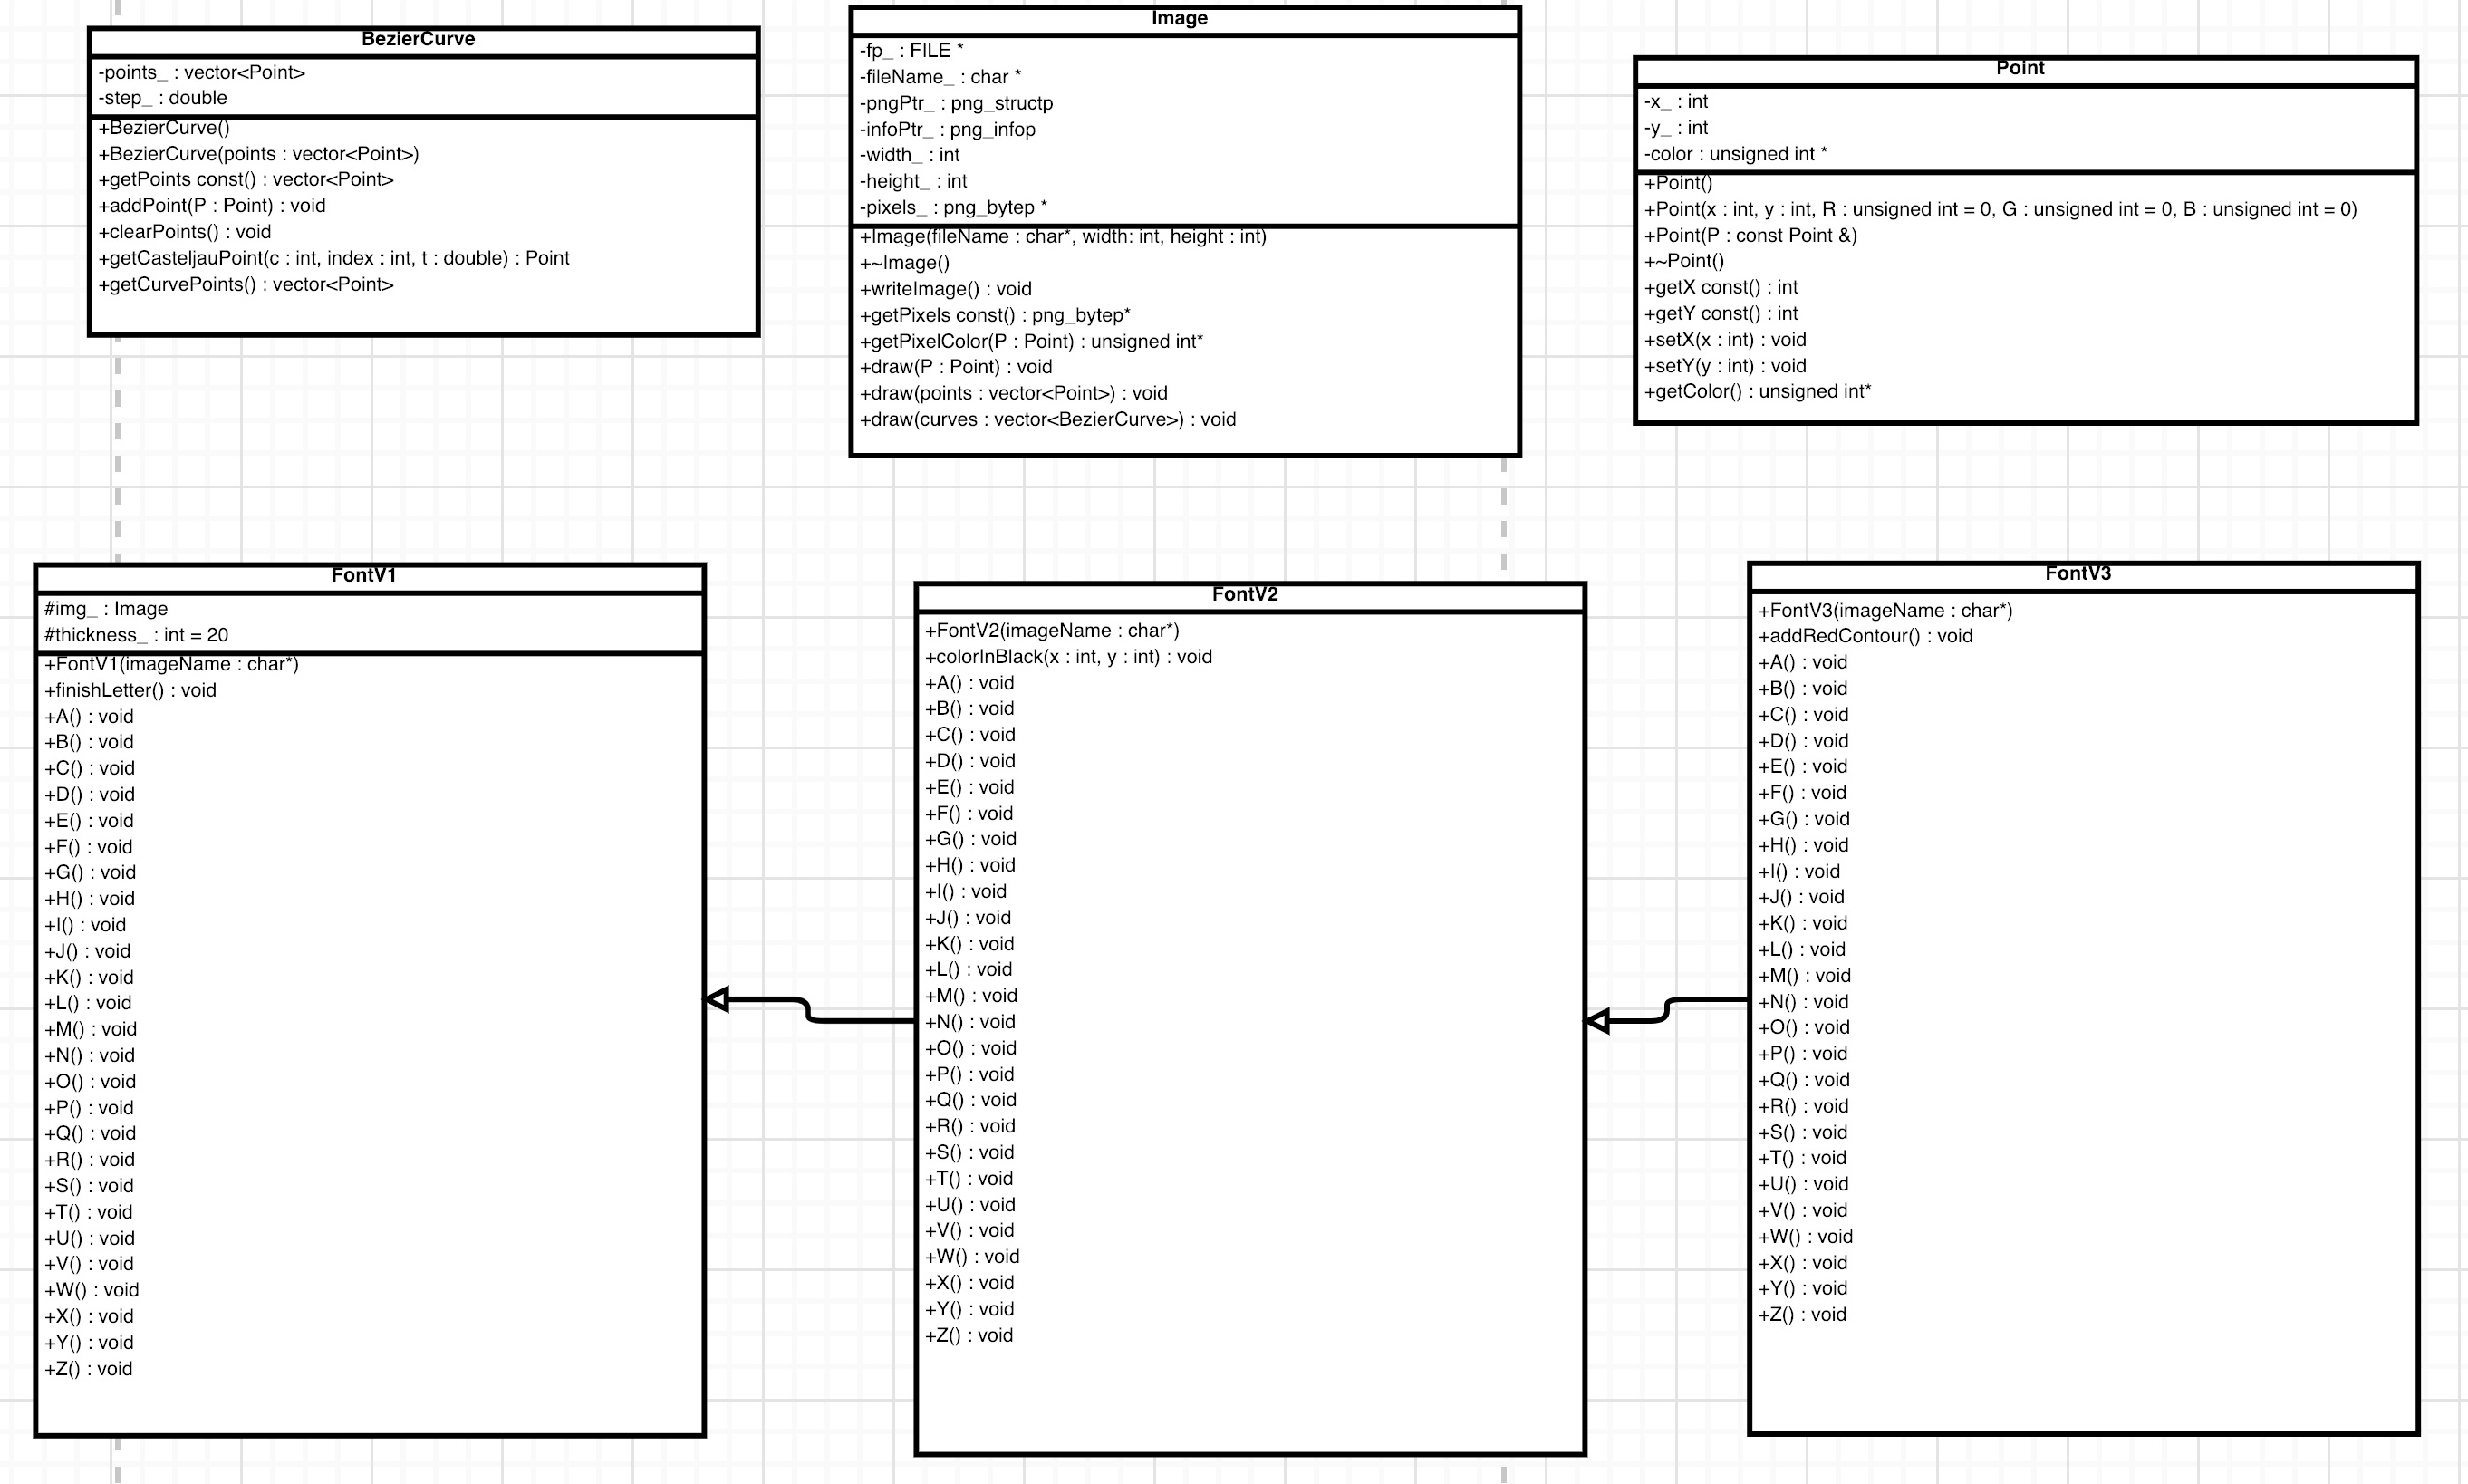 BezierCurve
-points_ : vector<Point>
-step_ : double
+BezierCurve()
+BezierCurve(points : vector<Point>)
+getPoints const() : vector<Point>
+addPoint(P : Point) : void
+clearPoints() : void
+getCasteljauPoint(c : int, index : int, t : double) : Point
+getCurvePoints() : vector<Point>
Image
-fp_ : FILE *
-fileName_ : char *
-pngPtr_ : png_structp
-infoPtr_ : png_infop
-width_ : int
-height_ : int
-pixels_ : png_bytep *
+Image(fileName : char*, width: int, height : int)
+~Image()
+writeImage() : void
+getPixels const() : png_bytep*
+getPixelColor(P : Point) : unsigned int*
+draw(P : Point) : void
+draw(points : vector<Point>) : void
+draw(curves : vector<BezierCurve>) : void
Point
-x_ : int
-y_ : int
-color : unsigned int *
+Point()
+Point(x : int, y : int, R : unsigned int = 0, G : unsigned int = 0, B : unsigned int = 0)
+Point(P : const Point &)
+~Point()
+getX const() : int
+getY const() : int
+setX(x : int) : void
+setY(y : int) : void
+getColor() : unsigned int*
FontV1
#img_ : Image
#thickness_ : int = 20
+FontV1(imageName : char*)
+finishLetter() : void
+A() : void
+B() : void
+C() : void
+D() : void
+E() : void
+F() : void
+G() : void
+H() : void
+I() : void
+J() : void
+K() : void
+L() : void
+M() : void
+N() : void
+O() : void
+P() : void
+Q() : void
+R() : void
+S() : void
+T() : void
+U() : void
+V() : void
+W() : void
+X() : void
+Y() : void
+Z() : void
FontV2
+FontV2(imageName : char*)
+colorInBlack(x : int, y : int) : void
+A() : void
+B() : void
+C() : void
+D() : void
+E() : void
+F() : void
+G() : void
+H() : void
+I() : void
+J() : void
+K() : void
+L() : void
+M() : void
+N() : void
+O() : void
+P() : void
+Q() : void
+R() : void
+S() : void
+T() : void
+U() : void
+V() : void
+W() : void
+X() : void
+Y() : void
+Z() : void
FontV3
+FontV3(imageName : char*)
+addRedContour() : void
+A() : void
+B() : void
+C() : void
+D() : void
+E() : void
+F() : void
+G() : void
+H() : void
+I() : void
+J() : void
+K() : void
+L() : void
+M() : void
+N() : void
+O() : void
+P() : void
+Q() : void
+R() : void
+S() : void
+T() : void
+U() : void
+V() : void
+W() : void
+X() : void
+Y() : void
+Z() : void